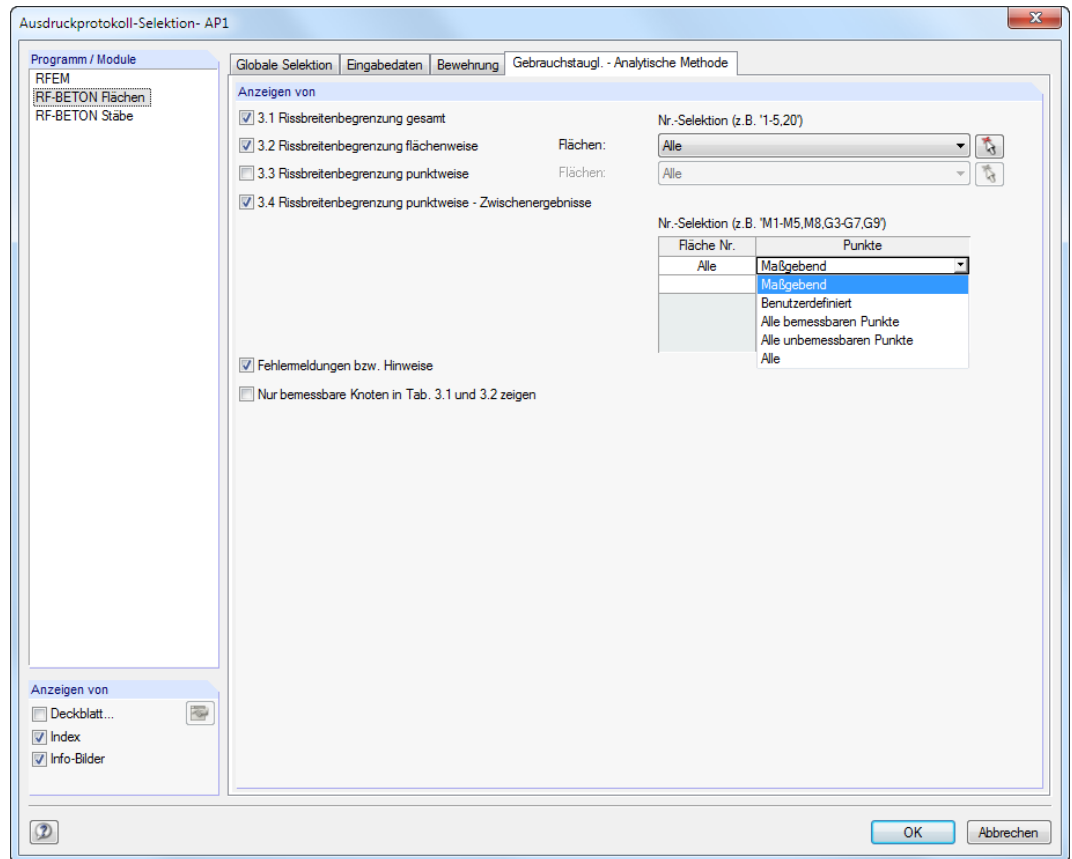 Ausdruckprotokoll-Selektion- AP1
Programm / Module
RFEM
RF-BETON Flächen
RF-BETON Stäbe
Globale Selektion
Eingabedaten
Bewehrung
Gebrauchstaugl. - Analytische Methode
Anzeigen von
3.1 Rissbreitenbegrenzung gesamt
Nr.-Selektion (z.B. '1-5,20')
3.2 Rissbreitenbegrenzung flächenweise Flächen: Alle
3.3 Rissbreitenbegrenzung punktweise Flächen: Alle
3.4 Rissbreitenbegrenzung punktweise - Zwischenergebnisse
Nr.-Selektion (z.B. 'M1-M5,M8,G3-G7,G9')
Fläche Nr. Punkte
Alle Maßgebend
Maßgebend
Benutzerdefiniert
Alle bemessbaren Punkte
Alle unbemessbaren Punkte
Alle
Fehlermeldungen bzw. Hinweise
Nur bemessbare Knoten in Tab. 3.1 und 3.2 zeigen
Anzeigen von
Deckblatt...
Index
Info-Bilder
OK
Abbrechen